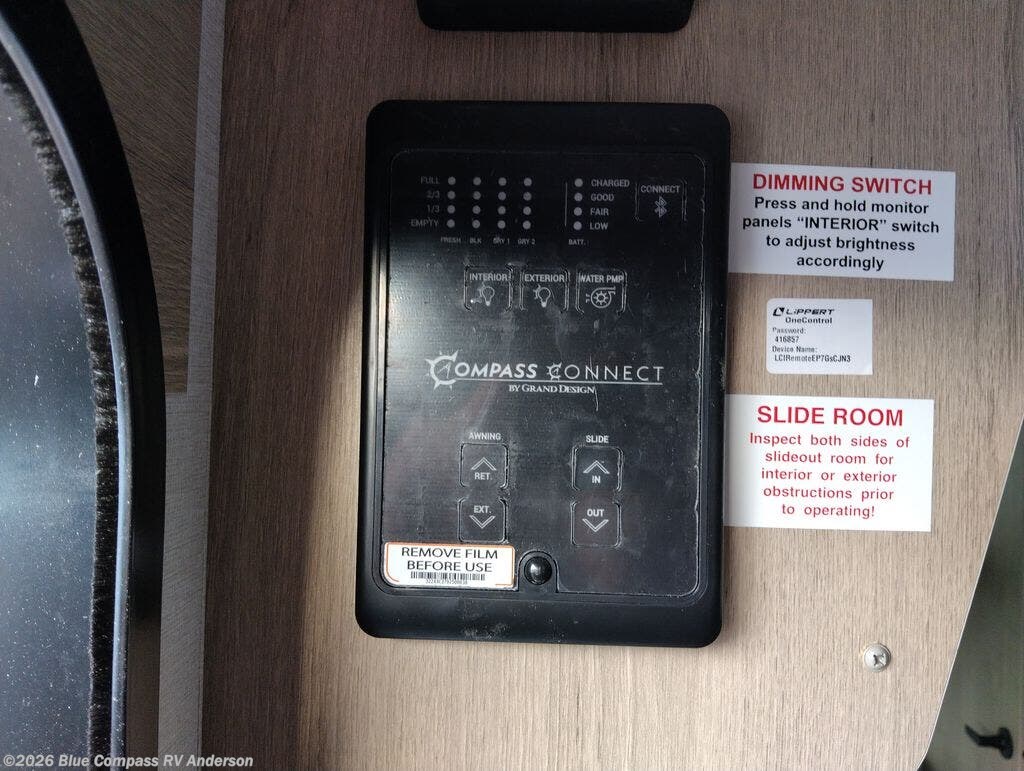 FULL
2/3
1/3
EMPTY
FRESH BLK GRY 1 GRY 2
CHARGED
GOOD
FAIR
LOW
BATT.
CONNECT
INTERIOR
EXTERIOR
WATER PMP
COMPASS CONNECT
BY GRAND DESIGN
AWNING
RET.
EXT.
SLIDE
IN
OUT
REMOVE FILM
BEFORE USE
DIMMING SWITCH
Press and hold monitor
panels “INTERIOR” switch
to adjust brightness
accordingly
LIPPERT
OneControl
Password:
416857
Device Name:
LCIRemoteEP7GsCJN3
SLIDE ROOM
Inspect both sides of
slideout room for
interior or exterior
obstructions prior
to operating!
©2026 Blue Compass RV Anderson